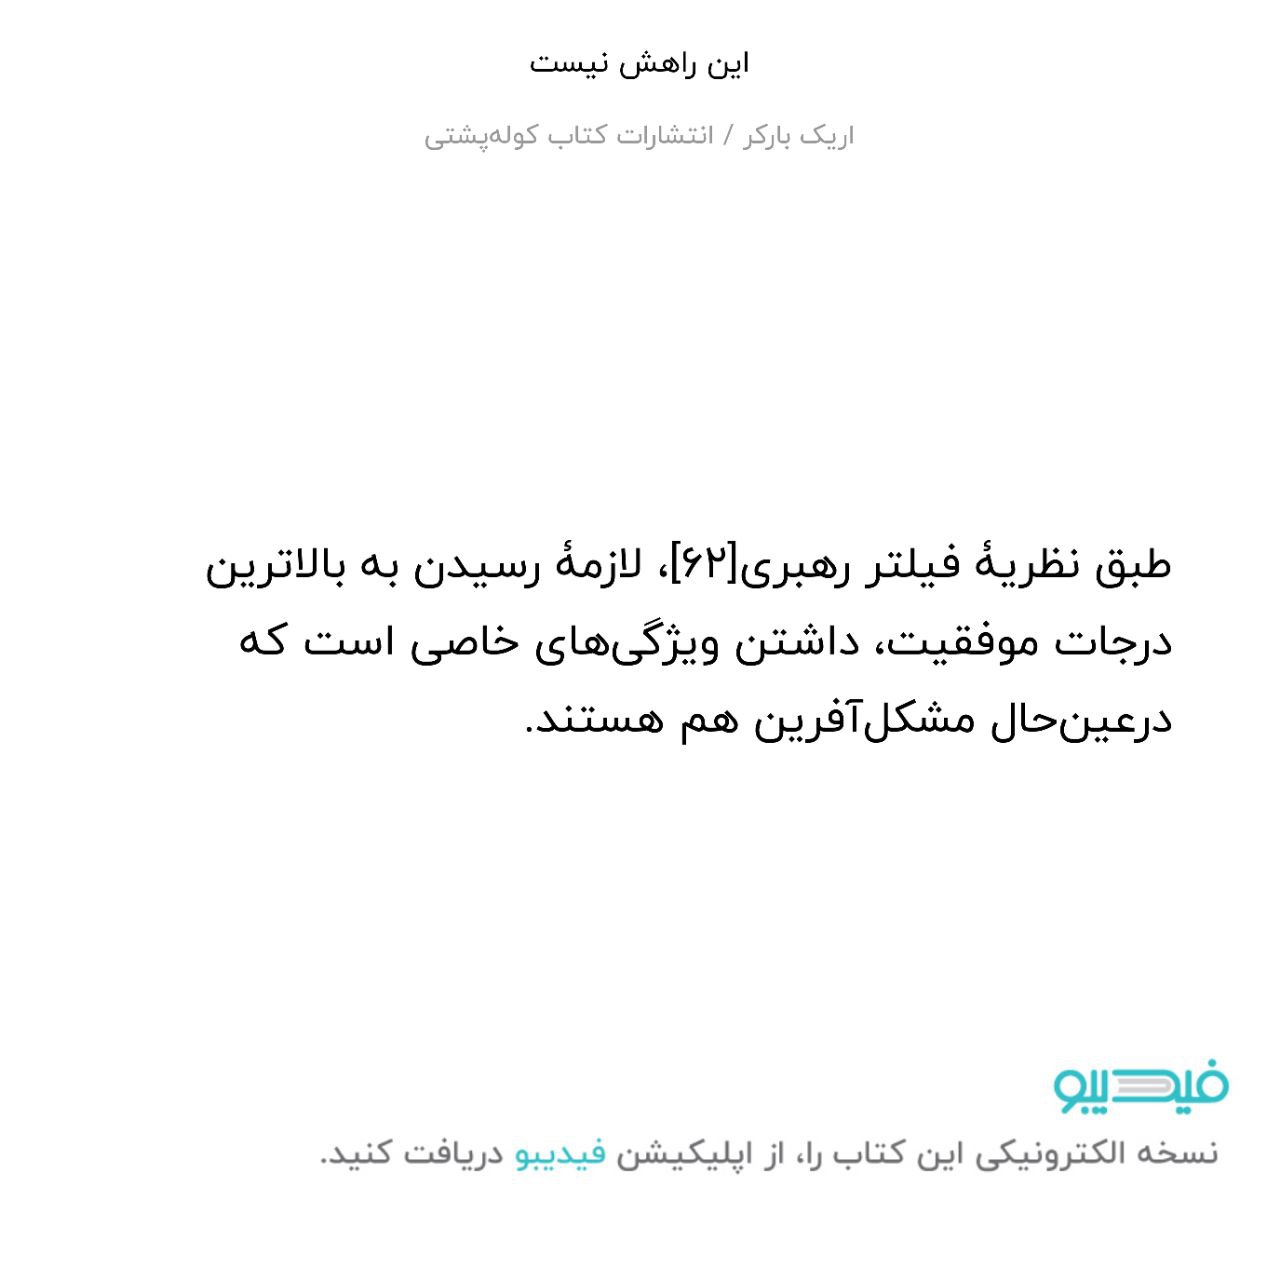 این راهش نیست
اریک بارکر / انتشارات کتاب کوله‌پشتی
طبق نظریهٔ فیلتر رهبری[۶۲]، لازمهٔ رسیدن به بالاترین
درجات موفقیت، داشتن ویژگی‌های خاصی است که
درعین‌حال مشکل‌آفرین هم هستند.
فیدیبو
نسخه الکترونیکی این کتاب را، از اپلیکیشن فیدیبو دریافت کنید.